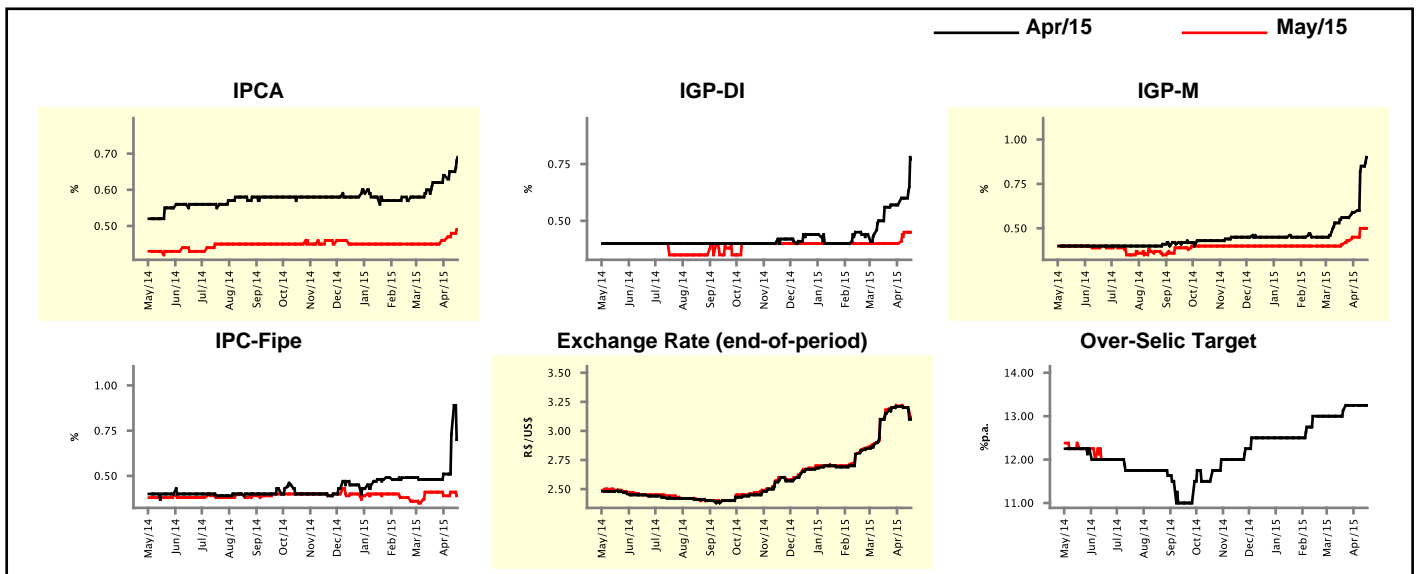 Apr/15 May/15
IPCA
%
0.70
0.60
0.50
May/14 Jun/14 Jul/14 Aug/14 Sep/14 Oct/14 Nov/14 Dec/14 Jan/15 Feb/15 Mar/15 Apr/15
IGP-DI
0.75
0.50
May/14 Jun/14 Jul/14 Aug/14 Sep/14 Oct/14 Nov/14 Dec/14 Jan/15 Feb/15 Mar/15 Apr/15
IGP-M
%
1.00
0.75
0.50
May/14 Jun/14 Jul/14 Aug/14 Sep/14 Oct/14 Nov/14 Dec/14 Jan/15 Feb/15 Mar/15 Apr/15
IPC-Fipe
%
1.00
0.75
0.50
May/14 Jun/14 Jul/14 Aug/14 Sep/14 Oct/14 Nov/14 Dec/14 Jan/15 Feb/15 Mar/15 Apr/15
Exchange Rate (end-of-period)
R$/US$
3.50
3.00
2.75
2.50
May/14 Jun/14 Jul/14 Aug/14 Sep/14 Oct/14 Nov/14 Dec/14 Jan/15 Feb/15 Mar/15 Apr/15
Over-Selic Target
%p.a.
14.00
13.00
12.00
11.00
May/14 Jun/14 Jul/14 Aug/14 Sep/14 Oct/14 Nov/14 Dec/14 Jan/15 Feb/15 Mar/15 Apr/15